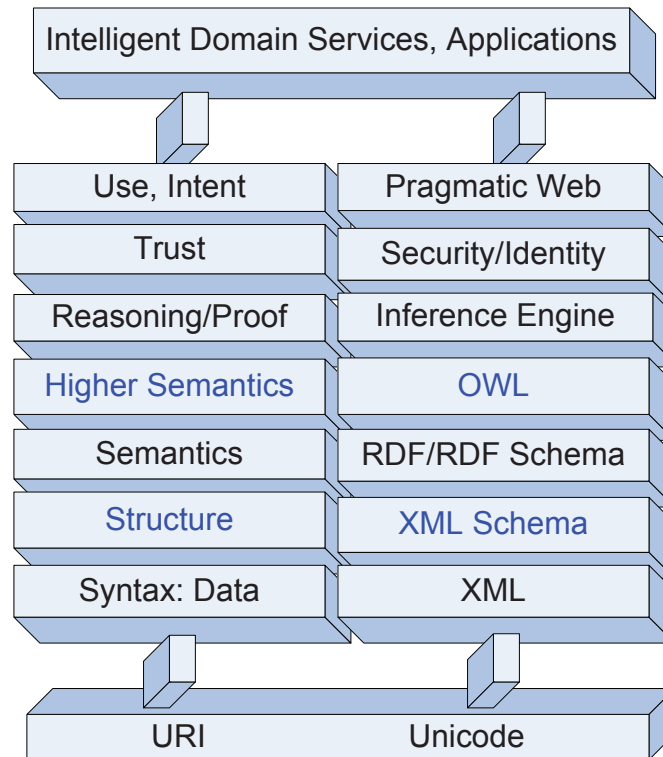 Intelligent Domain Services, Applications
Use, Intent
Pragmatic Web
Trust
Security/Identity
Reasoning/Proof
Inference Engine
Higher Semantics
OWL
Semantics
RDF/RDF Schema
Structure
XML Schema
Syntax: Data
XML
URI
Unicode